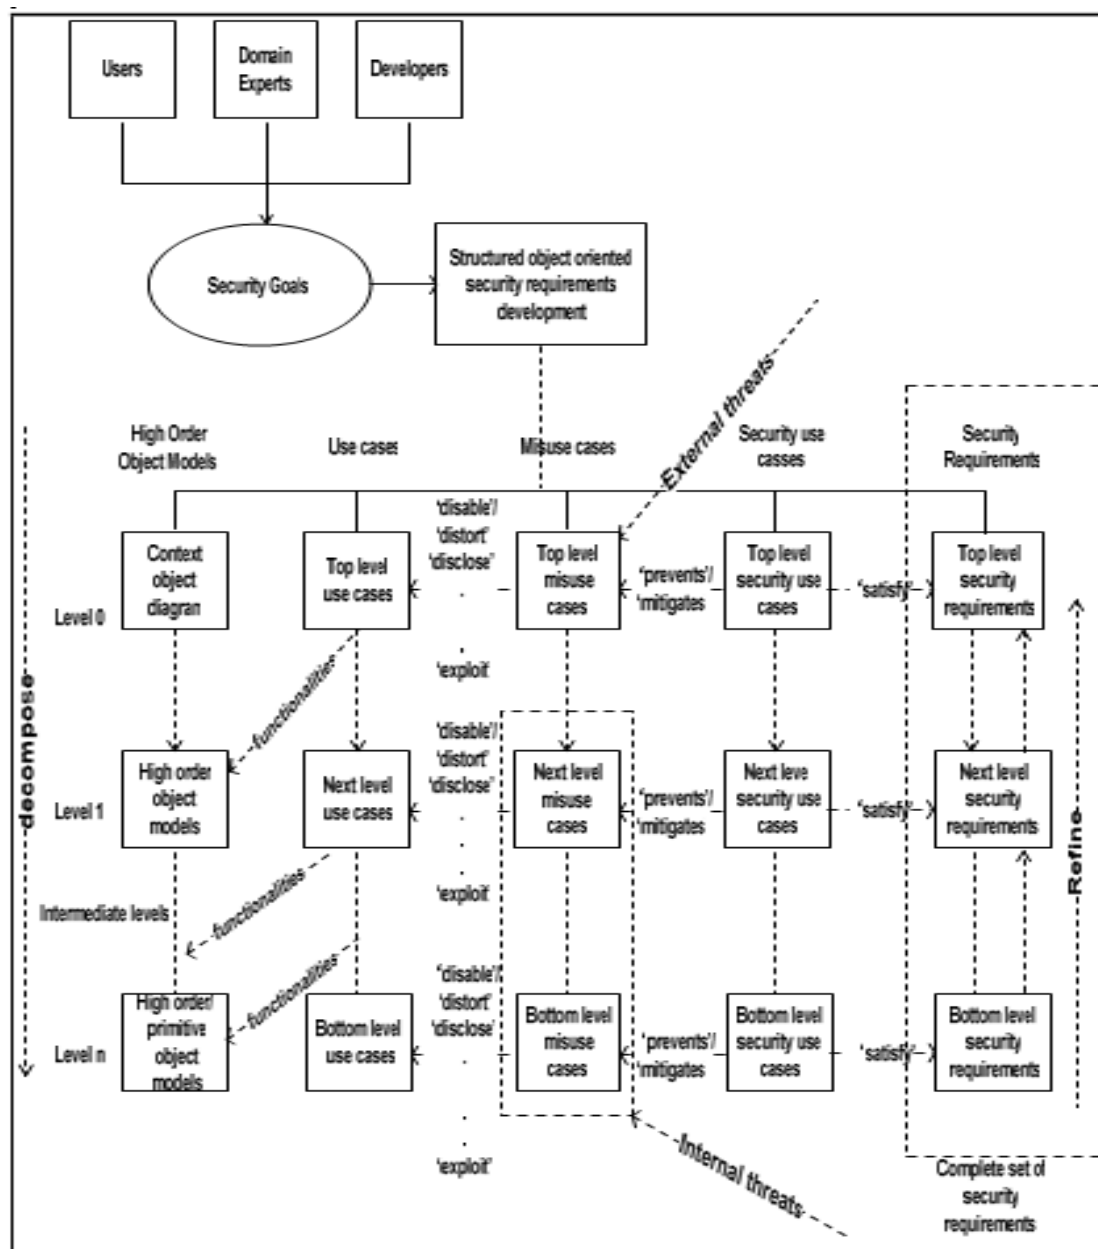 Users
Domain
Experts
Developers
Security Goals
Structured object oriented
security requirements
development
External threats
High Order
Object Models
Use cases
Misuse cases
Security use
casses
Security
Requirements
decompose
Level 0
Context
object
diagram
Top level
use cases
'disable'/
'distort'
'disclose'
.
.
'exploit'
Top level
misuse
cases
'prevents'/
'mitigates
Top level
security use
cases
'satisfy'
Top level
security
requirements
functionalities
Level 1
High order
object
models
Next level
use cases
'disable'/
'distort'
'disclose'
.
.
'exploit'
Next level
misuse
cases
'prevents'/
'mitigates
Next leve
security use
cases
'satisfy'
Next level
security
requirements
Refine
functionalities
Intermediate levels
functionalities
Level n
High order/
primitive
object
models
Bottom level
use cases
'disable'/
'distort'
'disclose'
.
.
.
'exploit'
Bottom level
misuse
cases
'prevents'/
'mitigates
Bottom level
security use
cases
'satisfy'
Bottom level
security
requirements
Internal threats
Complete set of
security
requirements